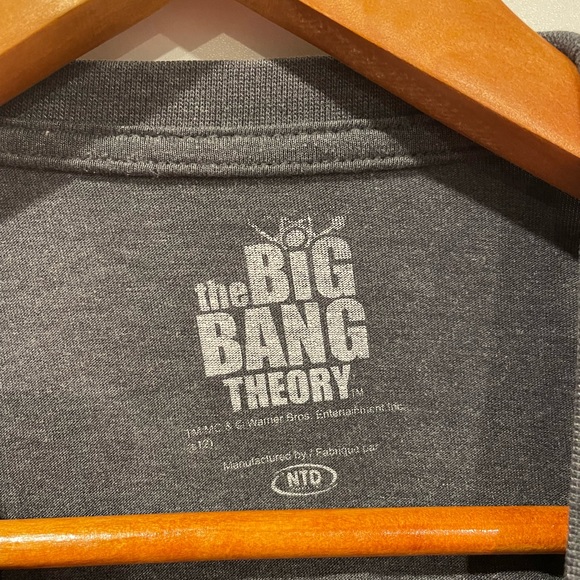 the BiG
BANG
THEORY™
TM/MC & © Warner Bros. Entertainment Inc.
s12)
Manufactured by / Fabriqué par
NTD